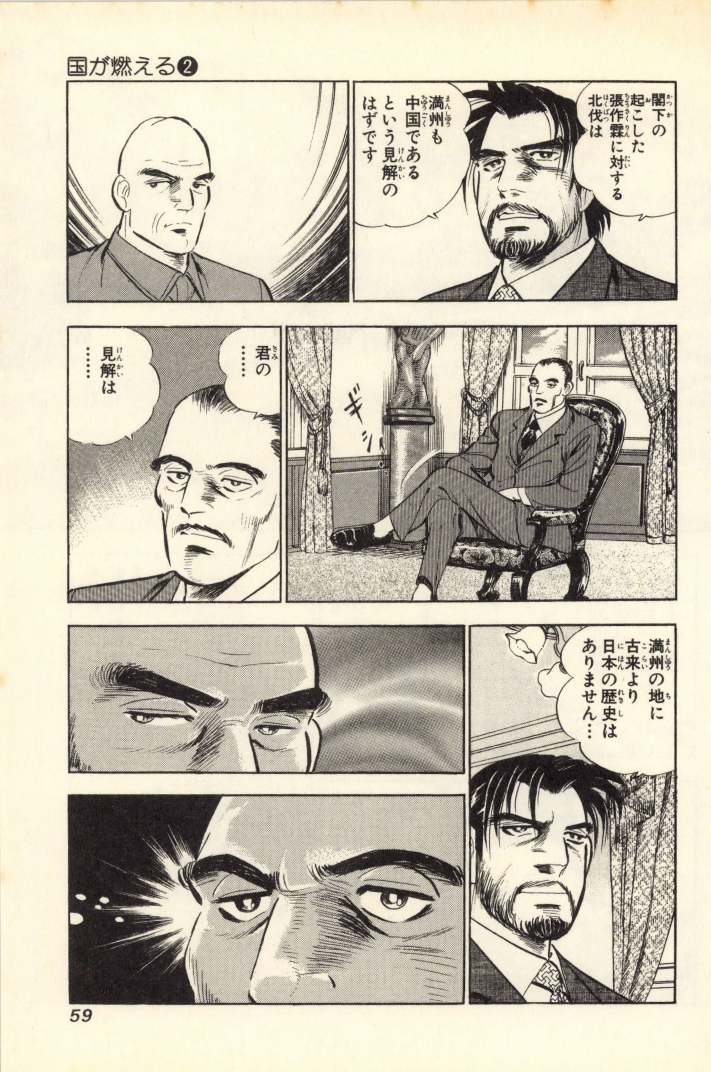 国が燃える❷
閣下の
起こした
張作霖に対する
北伐は
満州も
中国である
という見解の
はずです
ギシ…
君の
……
見解は
……
満州の地に
古来より
日本の歴史は
ありません…
59